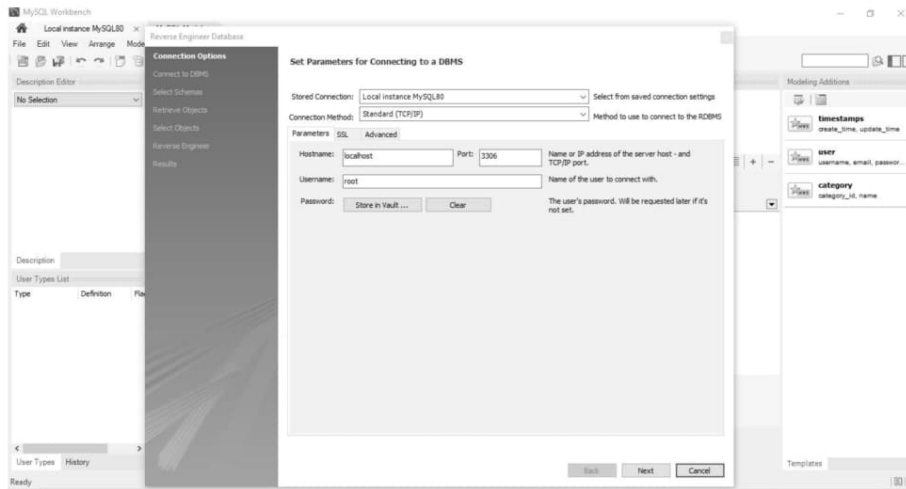 MySQL Workbench
Local instance MySQL80
File Edit View Arrange Mode
Description Editor
No Selection
Description
User Types List
Type Definition Fla
User Types History
Ready
Reverse Engineer Database
Connection Options
Connect to DBMS
Select Schemas
Retrieve Objects
Select Objects
Reverse Engineer
Results
Set Parameters for Connecting to a DBMS
Stored Connection: Local instance MySQL80 Select from saved connection settings
Connection Method: Standard (TCP/IP) Method to use to connect to the RDBMS
Parameters SSL Advanced
Hostname: localhost Port: 3306 Name or IP address of the server host - and
TCP/IP port.
Username: root Name of the user to connect with.
Password: Store in Vault ... Clear The user's password. Will be requested later if it's
not set.
Back Next Cancel
Modeling Additions
timestamps
create_time, update_time
user
username, email, passwor...
category
category_id, name
Templates